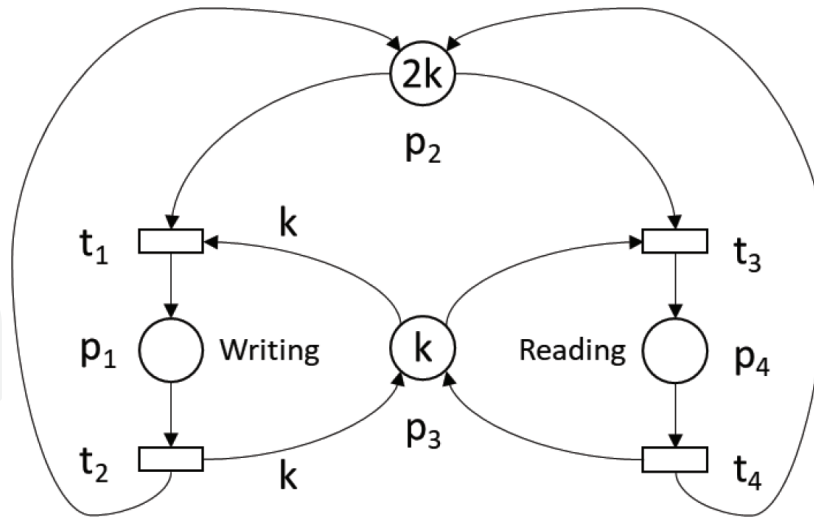 2k
p₂
k
t₁
t₃
p₁ Writing k Reading p₄
p₃
t₂
k
t₄